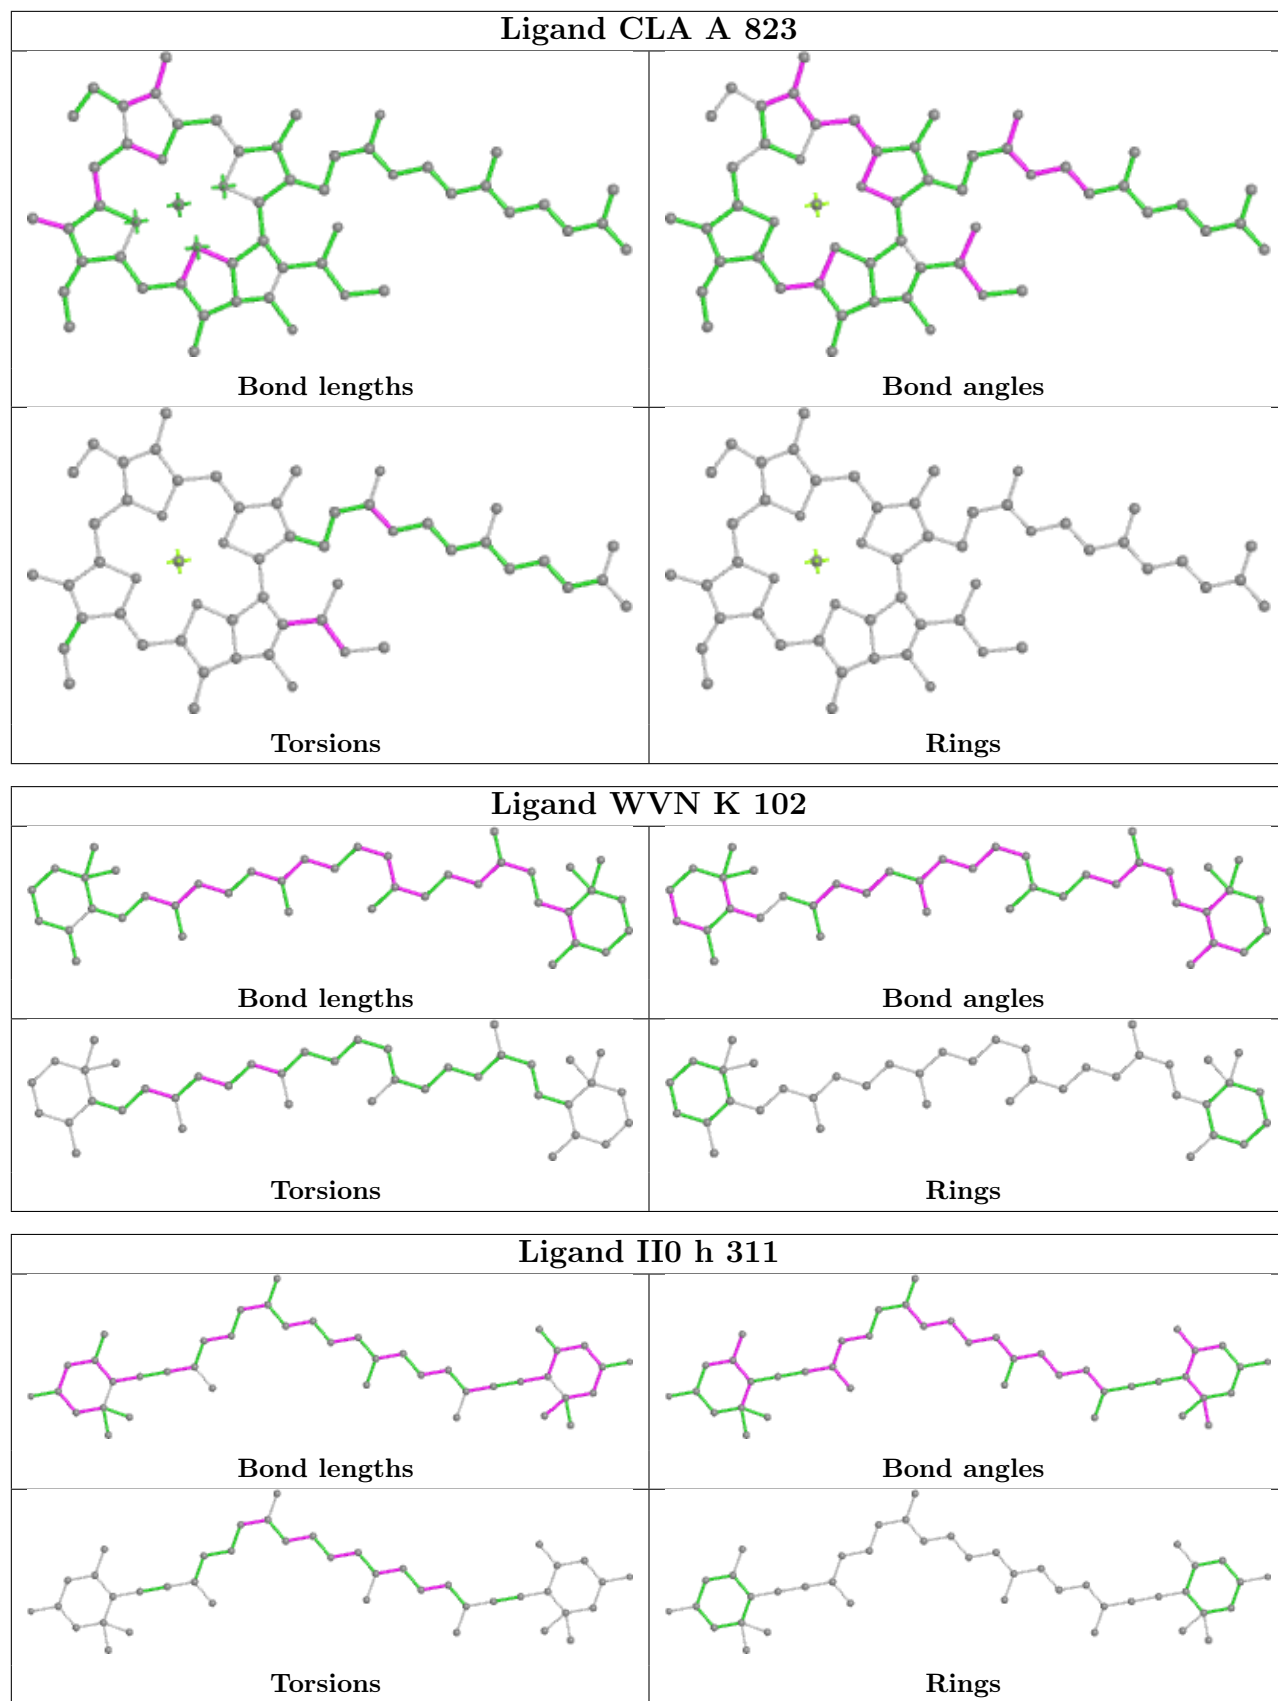 Ligand CLA A 823
Bond lengths
Bond angles
Torsions
Rings
Ligand WVN K 102
Bond lengths
Bond angles
Torsions
Rings
Ligand II0 h 311
Bond lengths
Bond angles
Torsions
Rings